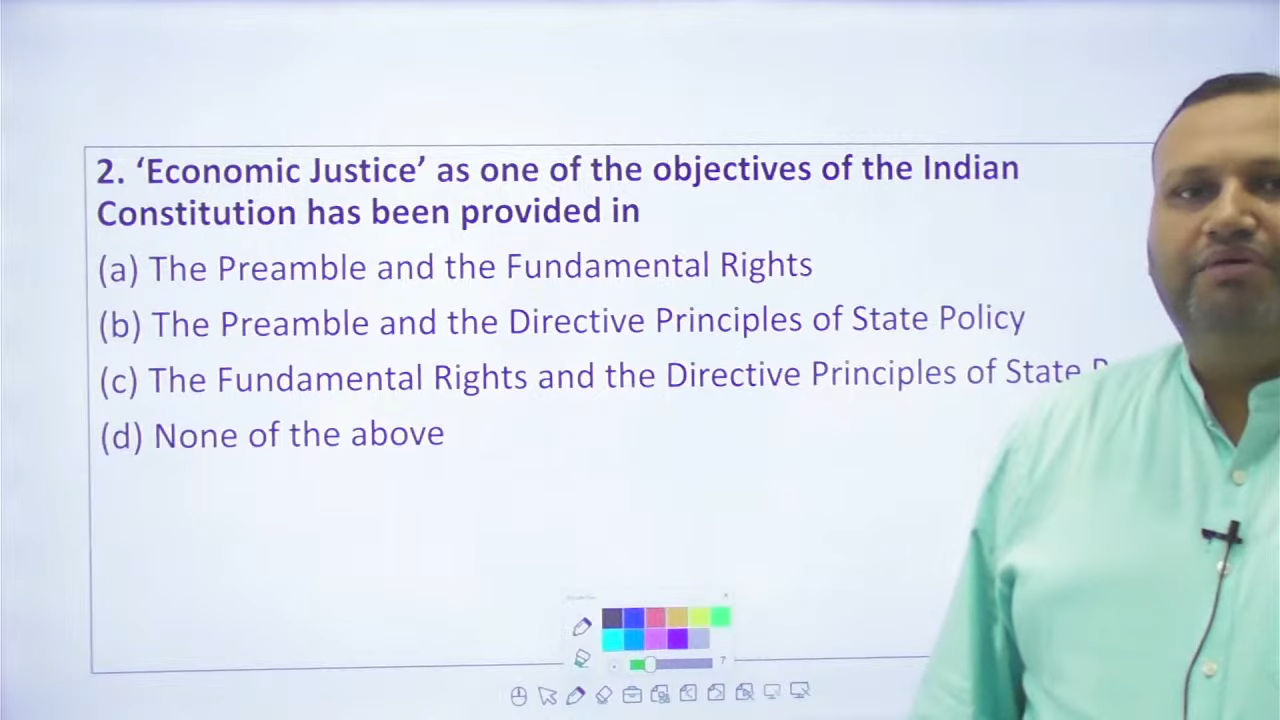 2. ‘Economic Justice’ as one of the objectives of the Indian
Constitution has been provided in
(a) The Preamble and the Fundamental Rights
(b) The Preamble and the Directive Principles of State Policy
(c) The Fundamental Rights and the Directive Principles of State
(d) None of the above
7